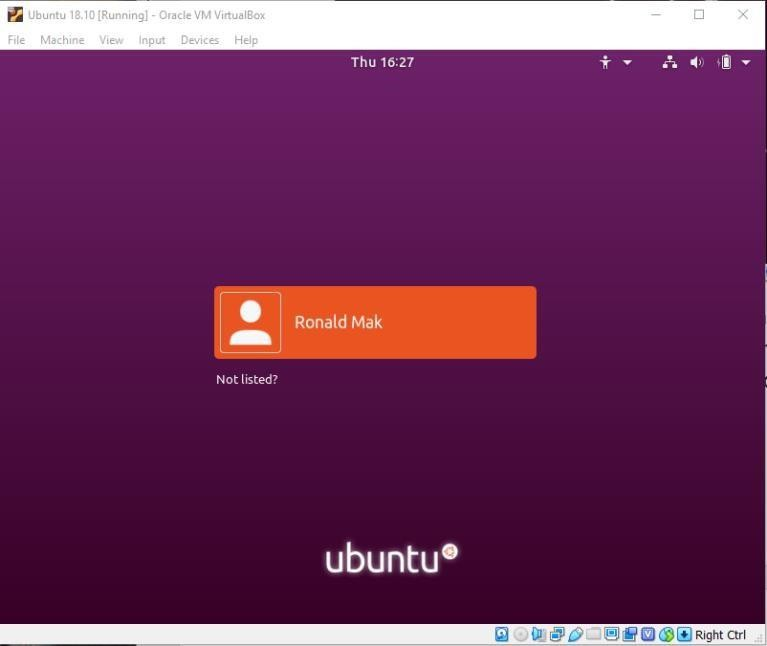 Ubuntu 18.10 [Running] - Oracle VM VirtualBox
File Machine View Input Devices Help
Thu 16:27
Ronald Mak
Not listed?
ubuntu
Right Ctrl